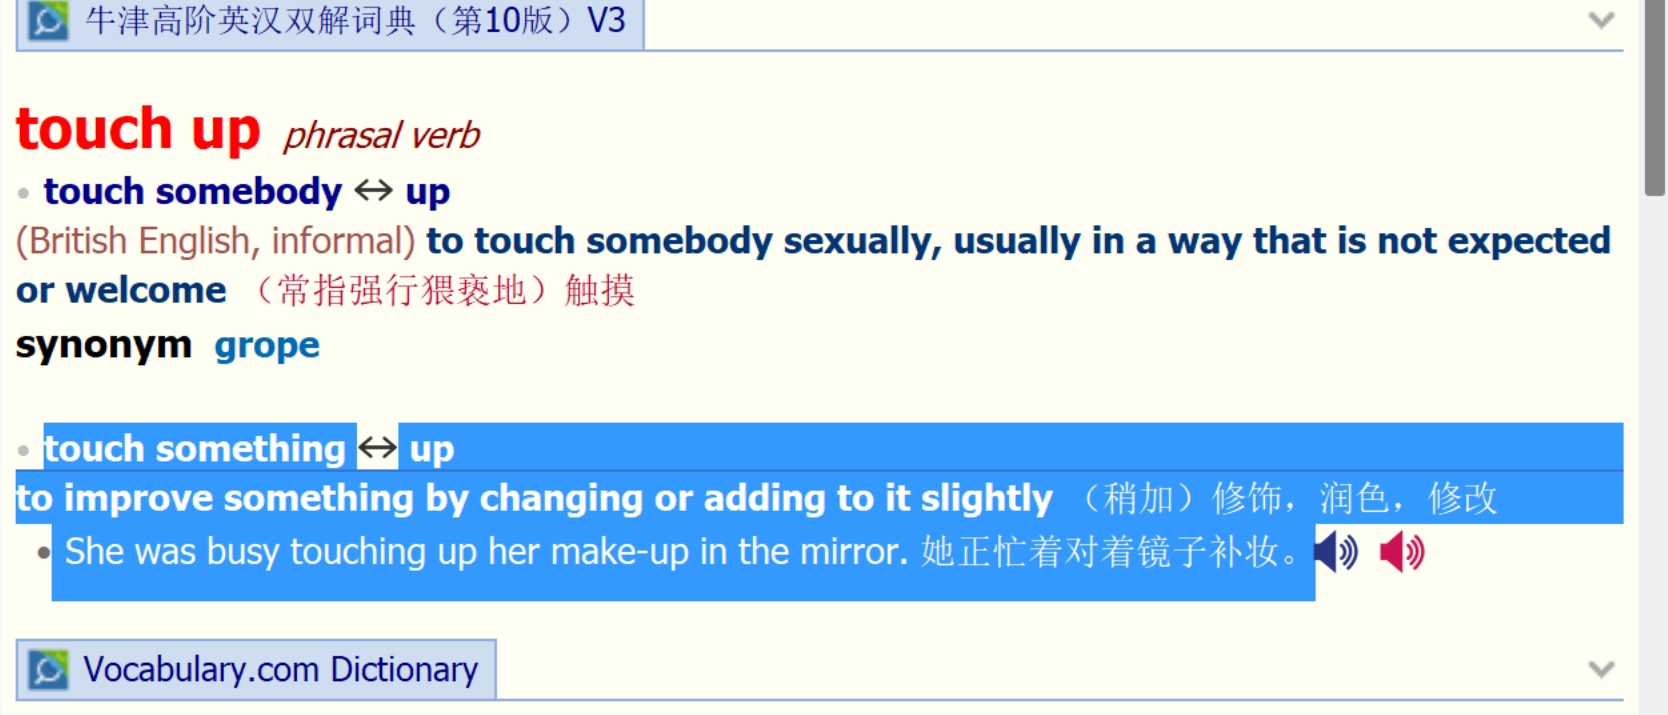 牛津高阶英汉双解词典（第10版）V3
touch up phrasal verb
• touch somebody ↔ up
(British English, informal) to touch somebody sexually, usually in a way that is not expected
or welcome （常指强行猥亵地）触摸
synonym grope
• touch something ↔ up
to improve something by changing or adding to it slightly （稍加）修饰，润色，修改
• She was busy touching up her make-up in the mirror. 她正忙着对着镜子补妆。
Vocabulary.com Dictionary